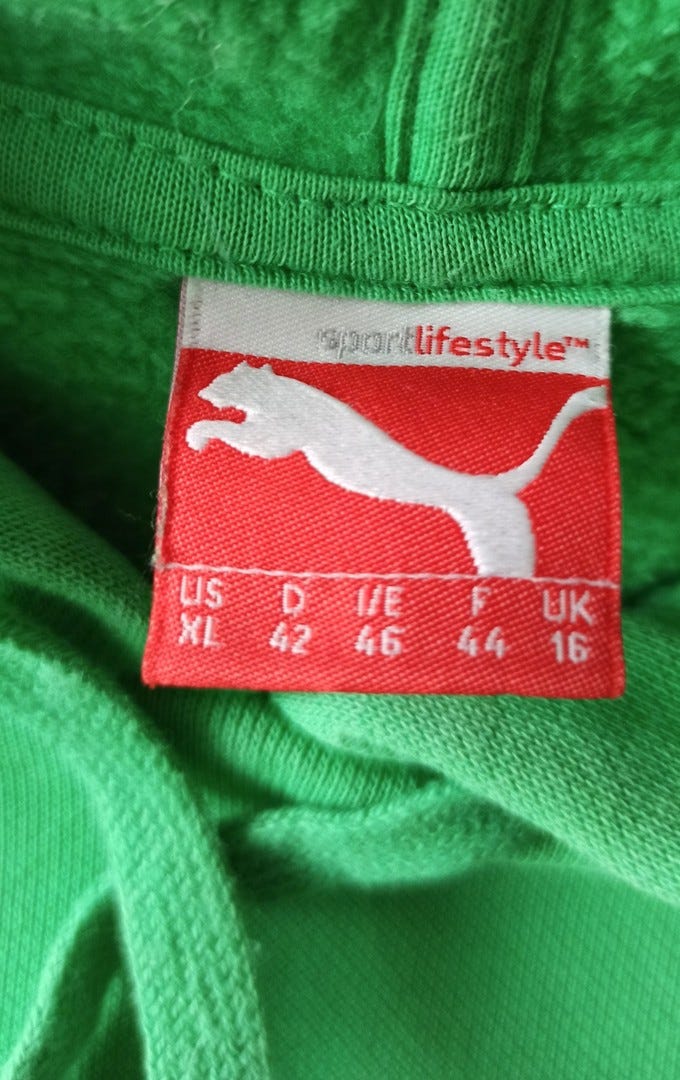 sportlifestyle™
US D I/E F UK
XL 42 46 44 16